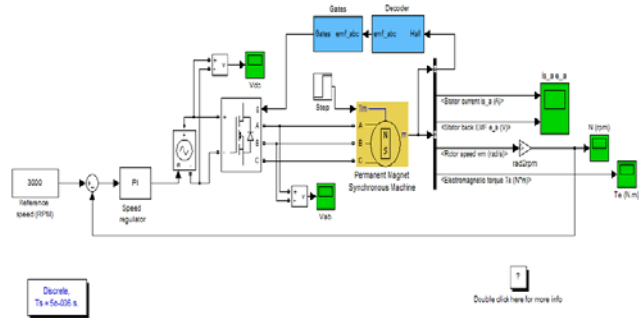 Gates
Decoder
Gates emf_abc
emf_abc Hall
Vdc
Step
Tm
m
A
B
C
g
A
B
C
N
S
Permanent Magnet
Synchronous Machine
is_a e_a
<Stator current is_a (A)>
<Stator back EMF e_a (V)>
<Rotor speed wm (rad/s)>
<Electromagnetic torque Te (N*m)>
rad2rpm
N (rpm)
Te (N.m)
3000
Reference
speed (RPM)
PI
Speed
regulator
Vab
Discrete,
Ts = 5e-006 s.
?
Double click here for more info